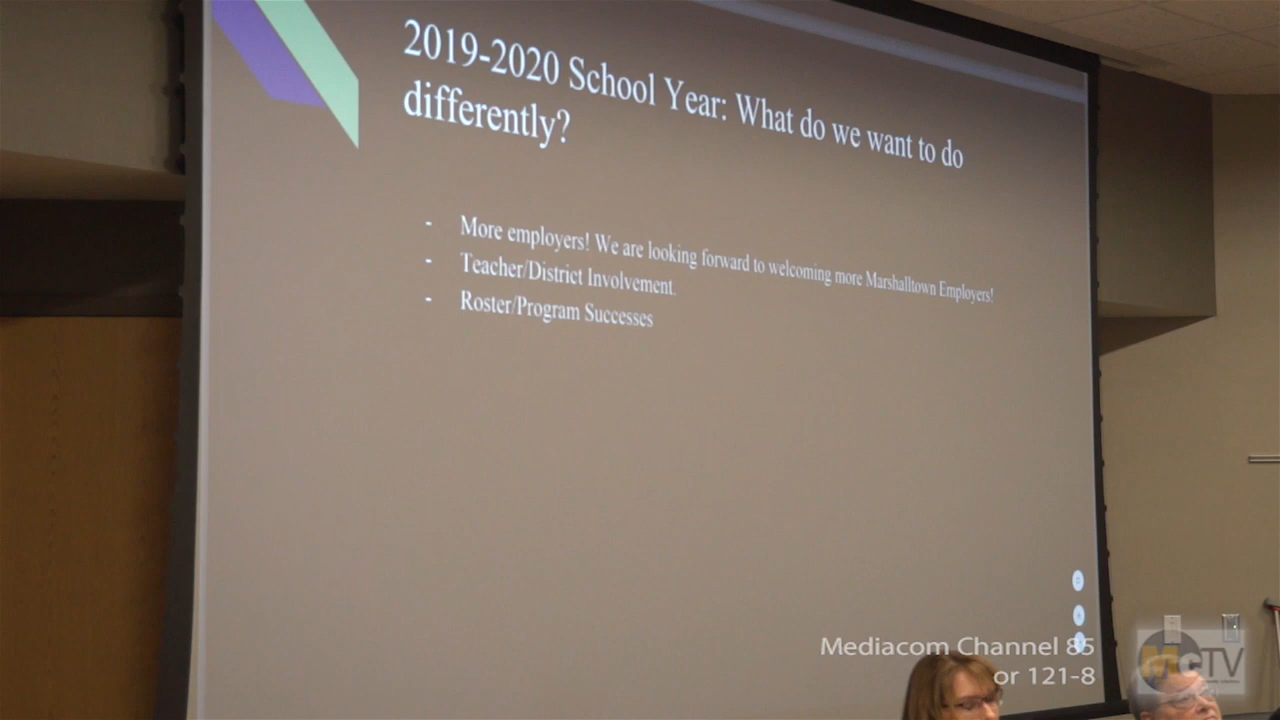 2019-2020 School Year: What do we want to do
differently?
- More employers! We are looking forward to welcoming more Marshalltown Employers!
- Teacher/District Involvement.
- Roster/Program Successes
Mediacom Channel 85
or 121-8
McTV